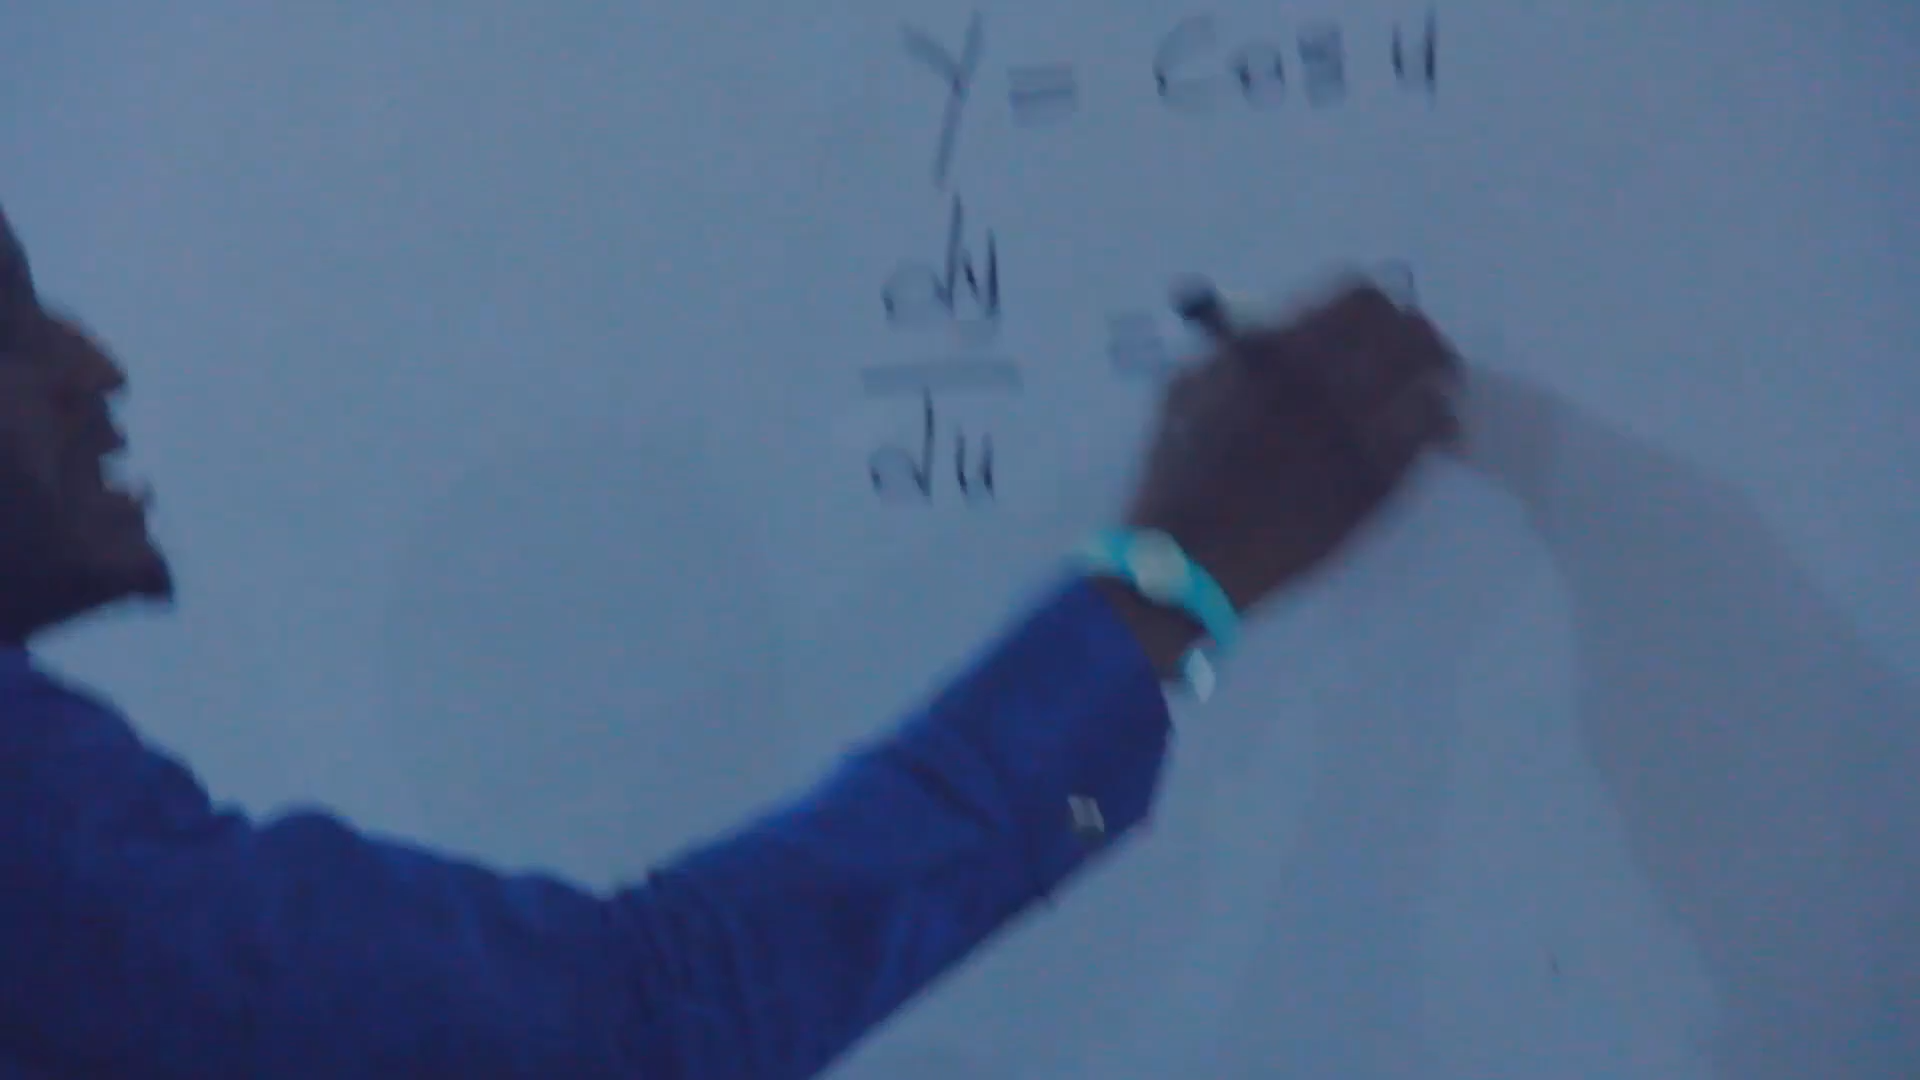 Y = Cos u
dy
du
=